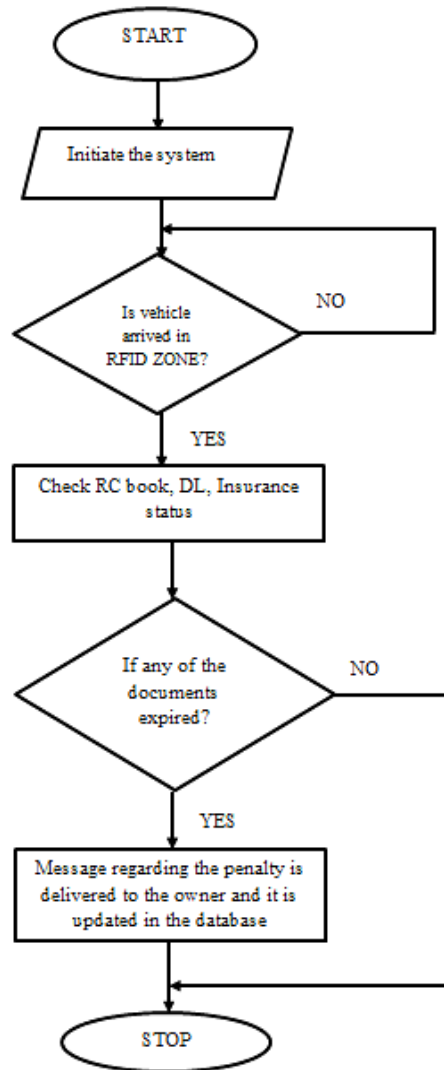 START
Initiate the system
Is vehicle
arrived in
RFID ZONE?
NO
YES
Check RC book, DL, Insurance
status
If any of the
documents
expired?
NO
YES
Message regarding the penalty is
delivered to the owner and it is
updated in the database
STOP